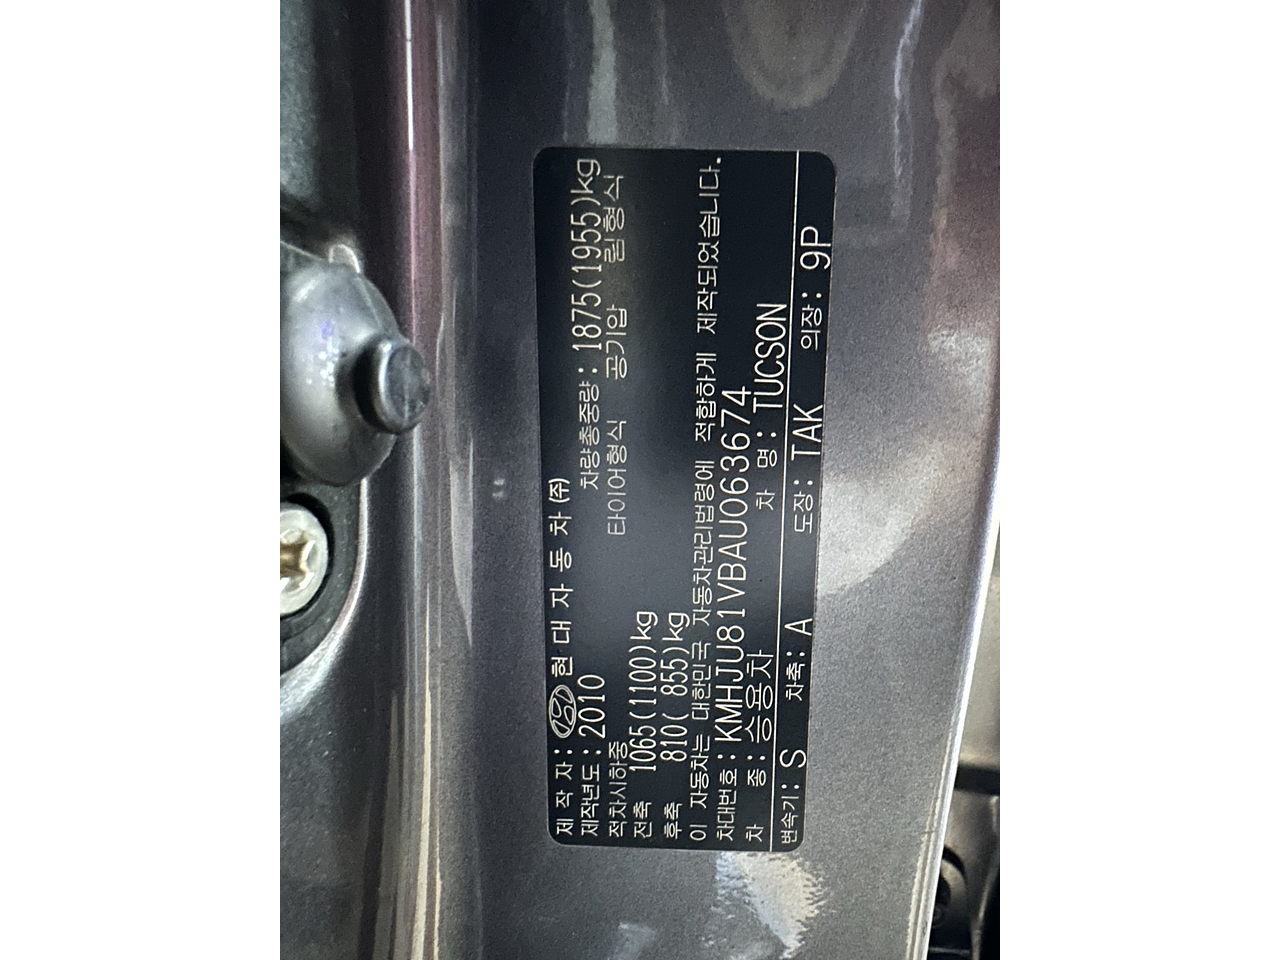 제 작 자 : 현 대 자 동 차 (주)
제작년도 : 2010 차량총중량 : 1875(1955)kg
적차시하중 타이어형식 공기압 림형식
전축 1065(1100)kg
후축 810( 855)kg
이 자동차는 대한민국 자동차관리법령에 적합하게 제작되었습니다.
차대번호 : KMHJU81VBAU063674
차 종 : 승용차 차 명 : TUCSON
변속기 : S 차축 : A 도장 : TAK 의장 : 9P